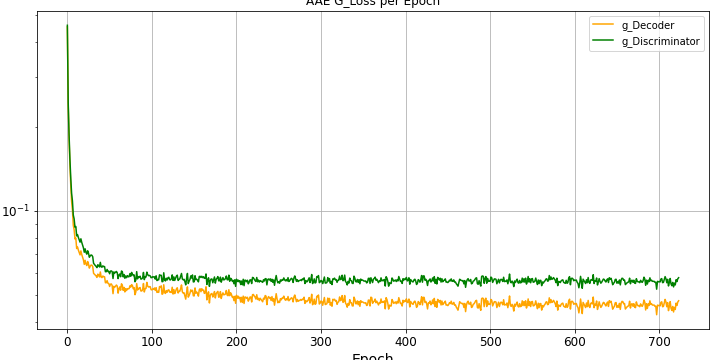 AAE G_Loss per Epoch
g_Decoder
g_Discriminator
10⁻¹
0 100 200 300 400 500 600 700
Epoch